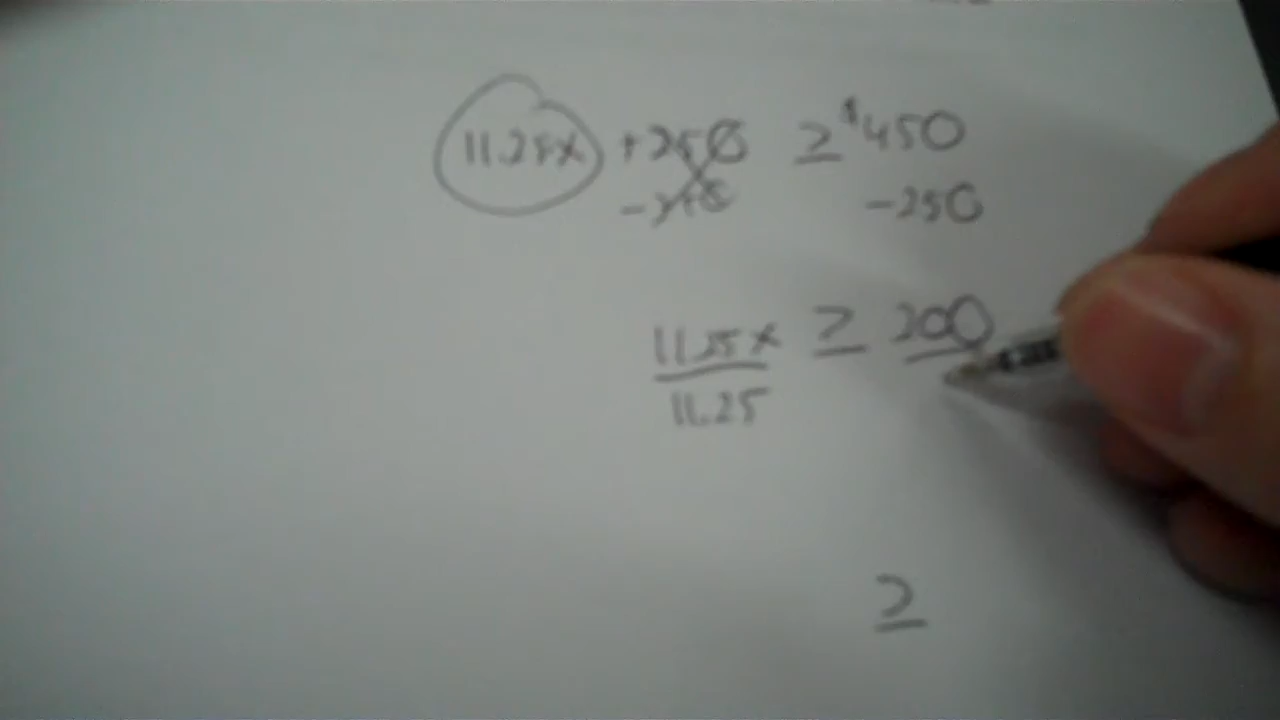 11.25x +250 ≥ $450
-250 -250
11.25x ≥ 200
11.25
≥